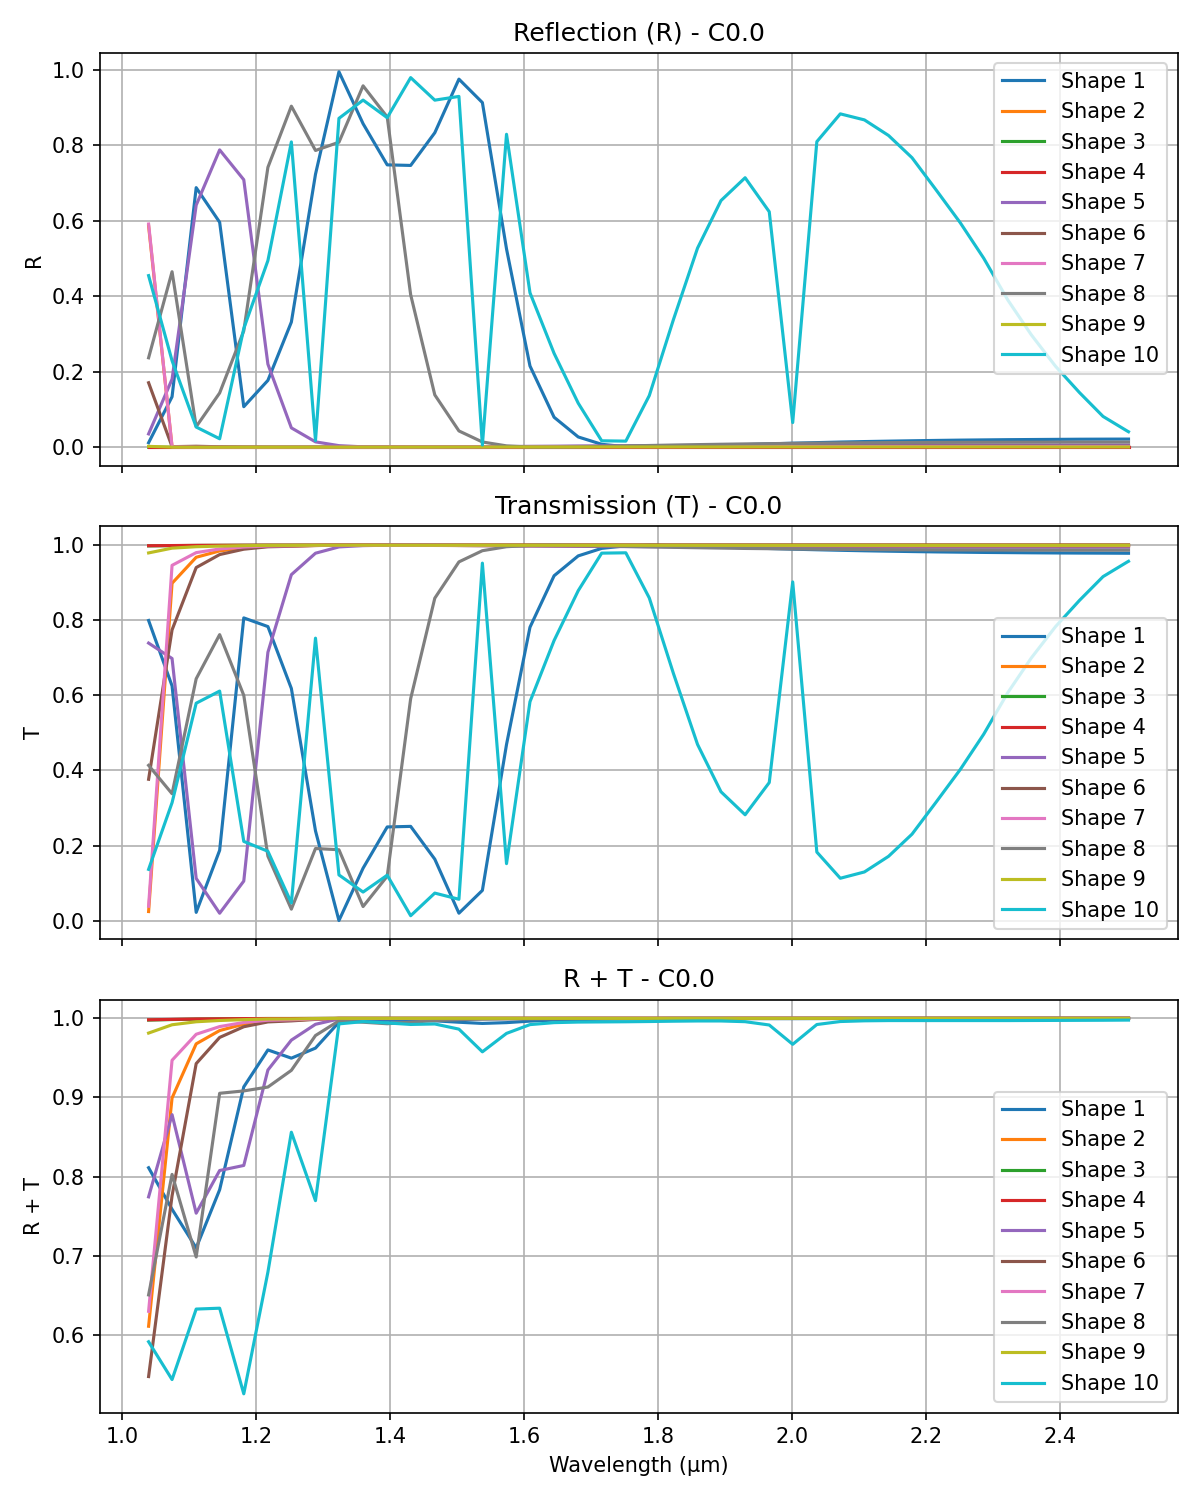 Reflection (R) - C0.0
1.0
0.8
0.6
0.4
0.2
0.0
R
Shape 1
Shape 2
Shape 3
Shape 4
Shape 5
Shape 6
Shape 7
Shape 8
Shape 9
Shape 10
Transmission (T) - C0.0
1.0
0.8
0.6
0.4
0.2
0.0
T
Shape 1
Shape 2
Shape 3
Shape 4
Shape 5
Shape 6
Shape 7
Shape 8
Shape 9
Shape 10
R + T - C0.0
1.0
0.9
0.8
0.7
0.6
R + T
Shape 1
Shape 2
Shape 3
Shape 4
Shape 5
Shape 6
Shape 7
Shape 8
Shape 9
Shape 10
1.0 1.2 1.4 1.6 1.8 2.0 2.2 2.4
Wavelength (μm)